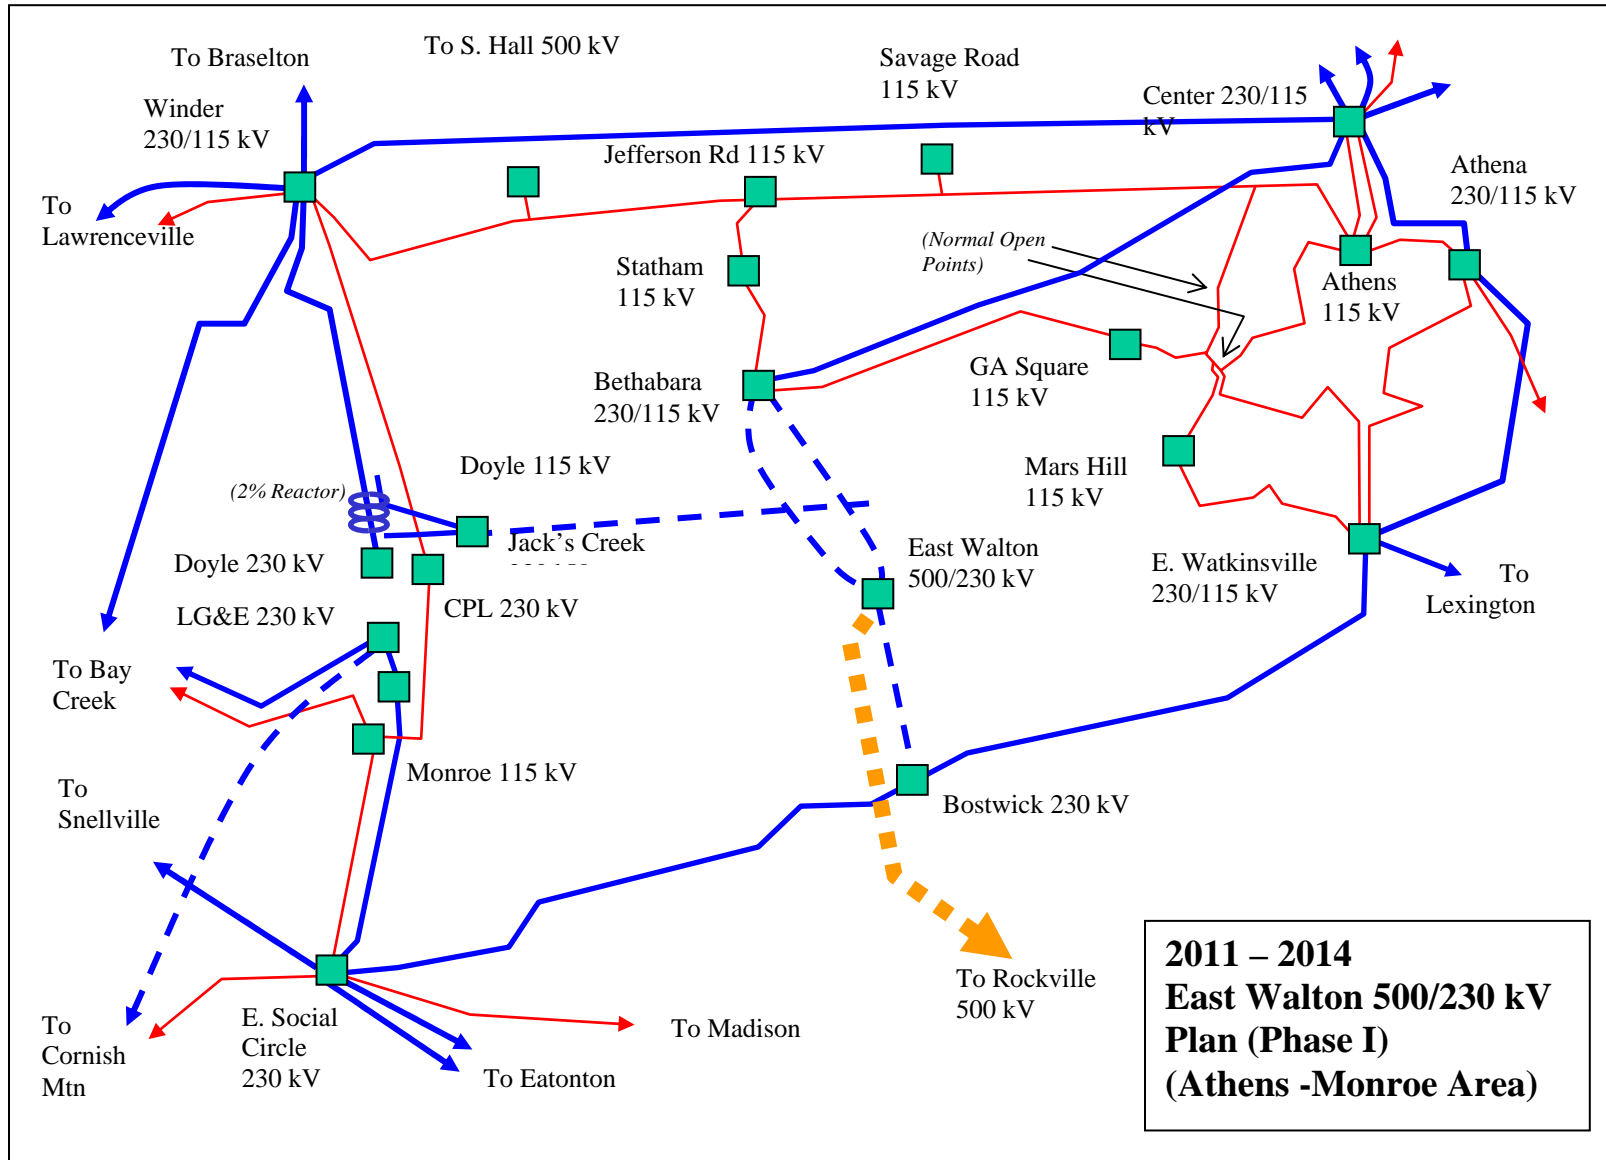 To S. Hall 500 kV
To Braselton
Savage Road
115 kV
Winder
230/115 kV
Center 230/115
kV
Jefferson Rd 115 kV
Athena
230/115 kV
To
Lawrenceville
(Normal Open
Points)
Statham
115 kV
Athens
115 kV
GA Square
115 kV
Bethabara
230/115 kV
Doyle 115 kV
Mars Hill
115 kV
(2% Reactor)
Jack's Creek
East Walton
500/230 kV
Doyle 230 kV
E. Watkinsville
230/115 kV
To
Lexington
LG&E 230 kV
CPL 230 kV
To Bay
Creek
Monroe 115 kV
To
Snellville
Bostwick 230 kV
To Rockville
500 kV
To
Cornish
Mtn
E. Social
Circle
230 kV
To Madison
To Eatonton
2011 – 2014
East Walton 500/230 kV
Plan (Phase I)
(Athens -Monroe Area)